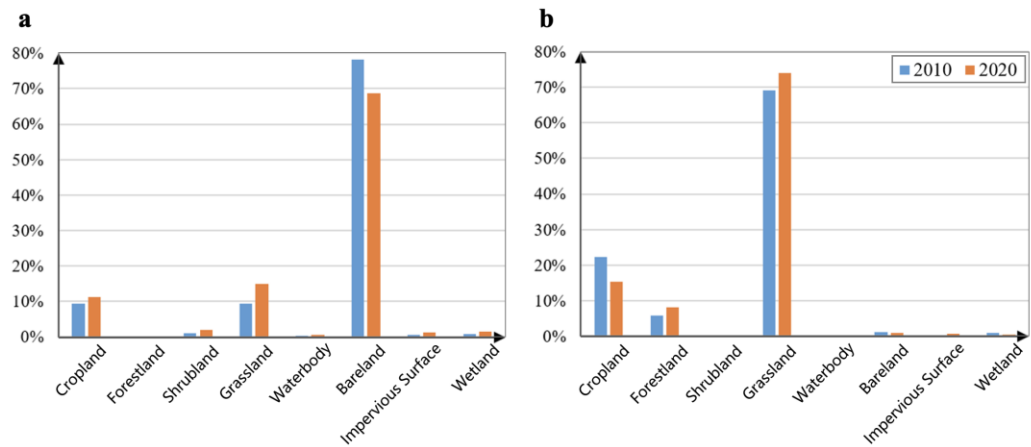 a
80%
70%
60%
50%
40%
30%
20%
10%
0%
Cropland
Forestland
Shrubland
Grassland
Waterbody
Bareland
Impervious Surface
Wetland
b
2010 2020
80%
70%
60%
50%
40%
30%
20%
10%
0%
Cropland
Forestland
Shrubland
Grassland
Waterbody
Bareland
Impervious Surface
Wetland